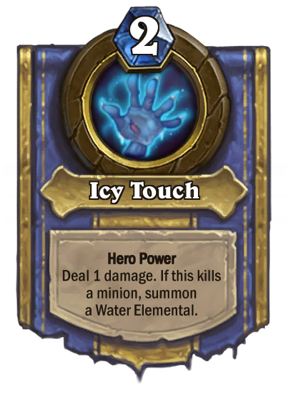 2
Icy Touch
Hero Power
Deal 1 damage. If this kills
a minion, summon
a Water Elemental.